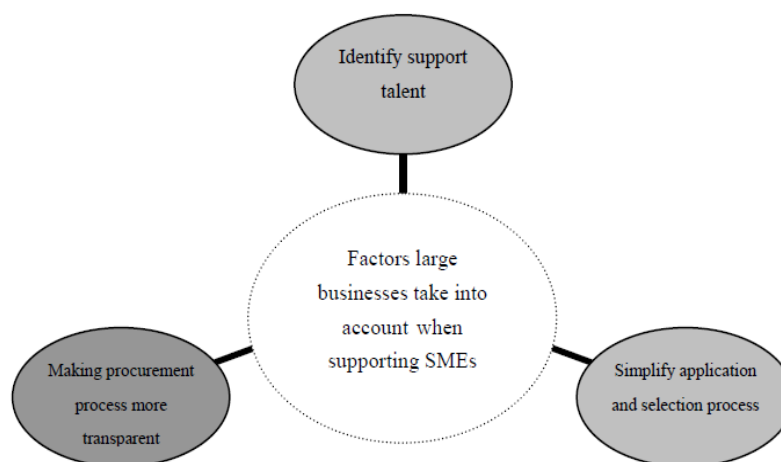 Identify support
talent
Factors large
businesses take into
account when
supporting SMEs
Making procurement
process more
transparent
Simplify application
and selection process